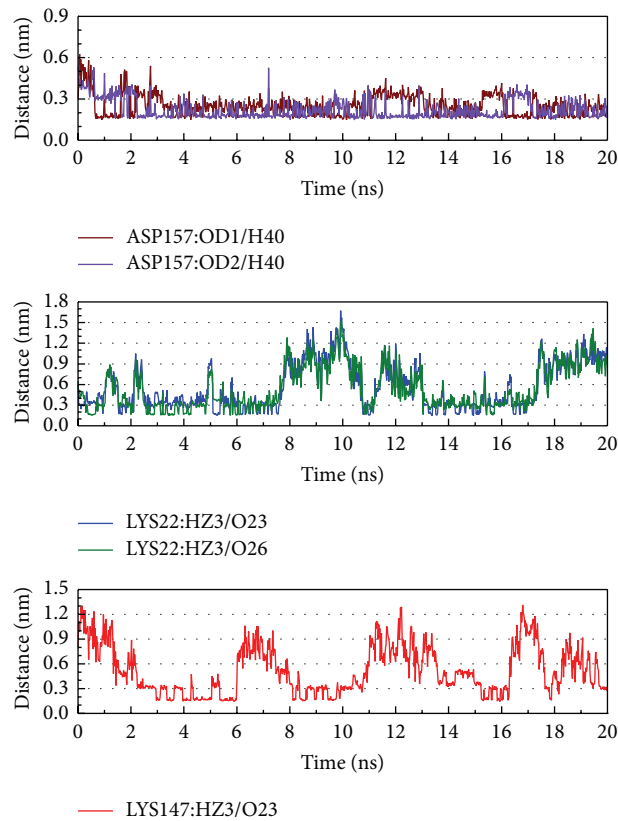 Distance (nm)
0.9
0.6
0.3
0.0
0 2 4 6 8 10 12 14 16 18 20
Time (ns)
ASP157:OD1/H40
ASP157:OD2/H40
Distance (nm)
1.8
1.5
1.2
0.9
0.6
0.3
0.0
0 2 4 6 8 10 12 14 16 18 20
Time (ns)
LYS22:HZ3/O23
LYS22:HZ3/O26
Distance (nm)
1.5
1.2
0.9
0.6
0.3
0.0
0 2 4 6 8 10 12 14 16 18 20
Time (ns)
LYS147:HZ3/O23